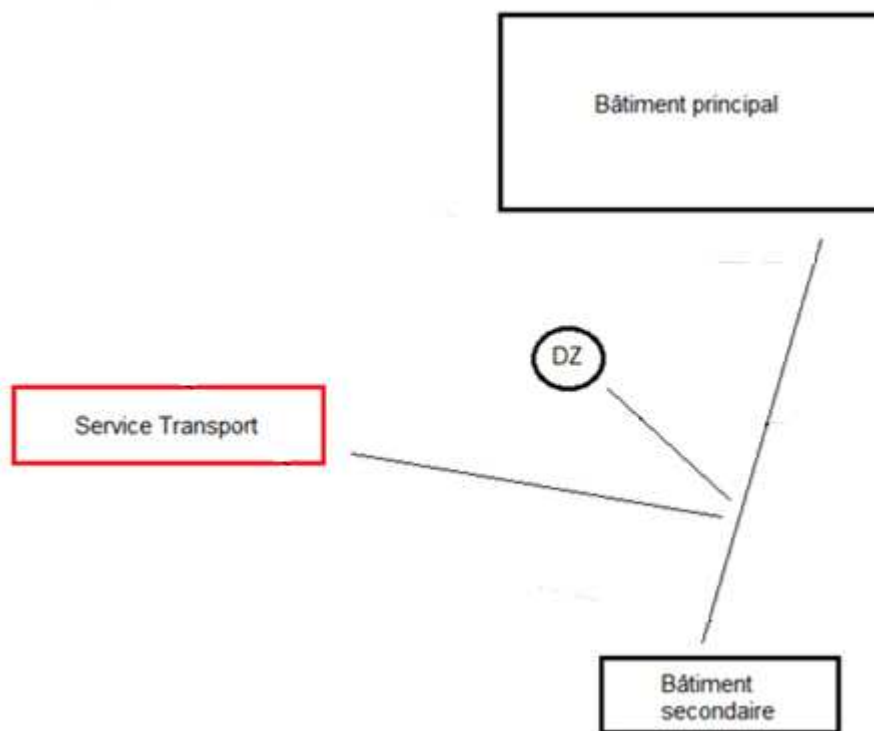 Bâtiment principal
DZ
Service Transport
Bâtiment
secondaire